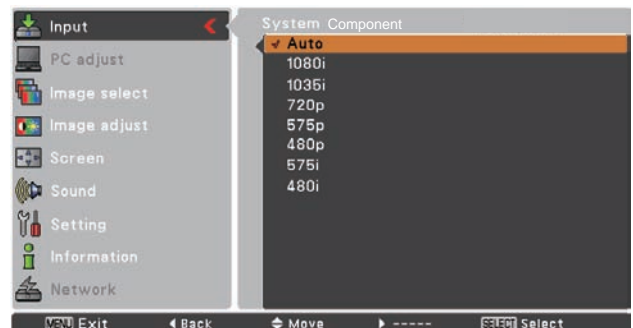 Input
PC adjust
Image select
Image adjust
Screen
Sound
Setting
Information
Network
System Component
Auto
1080i
1035i
720p
575p
480p
575i
480i
MENU Exit Back Move ----- SELECT Select